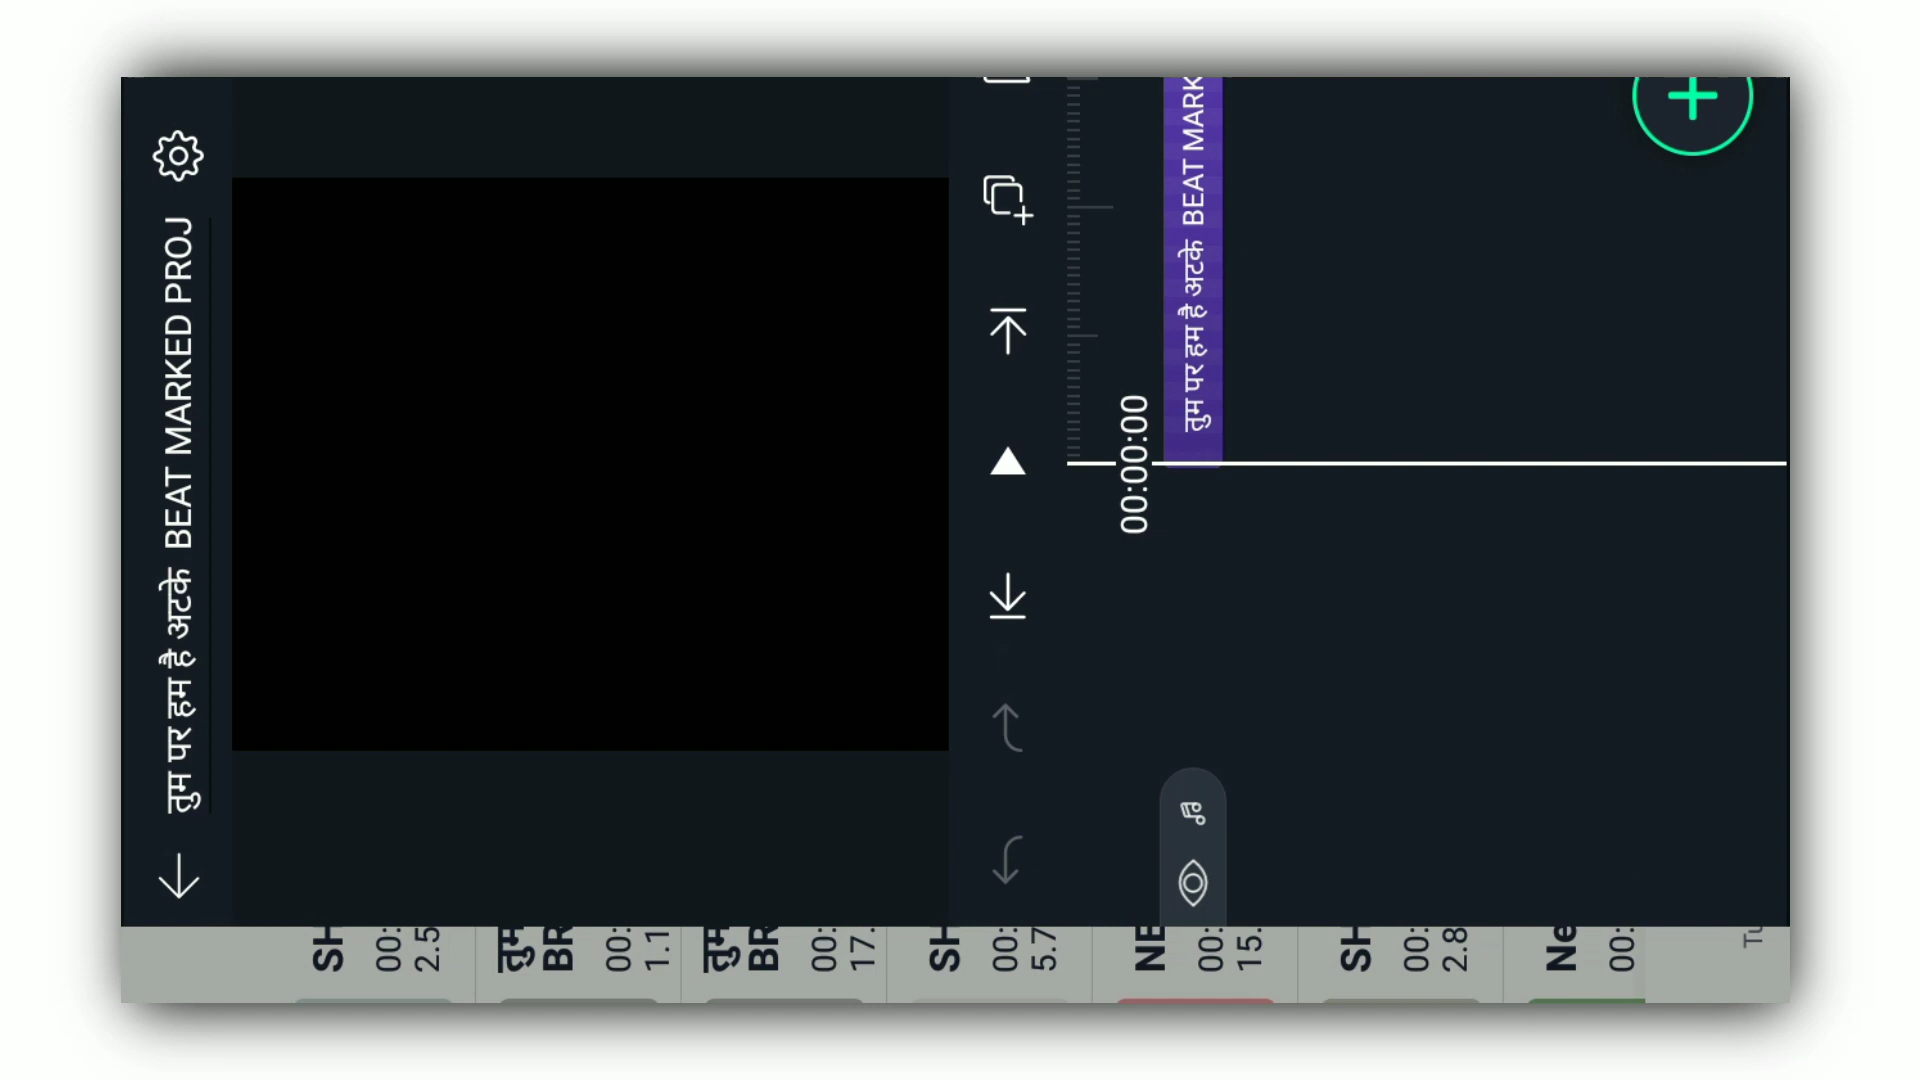 तुम पर हम है अटके BEAT MARKED PROJ
00:00:00
तुम पर हम है अटके BEAT MARK
SH
00:
2.5
तुम
BR
00:
1.1
तुम
BR
00:
17.
SH
00:
5.7
NE
00:
15.
SH
00:
2.8
Ne
00:
Tu